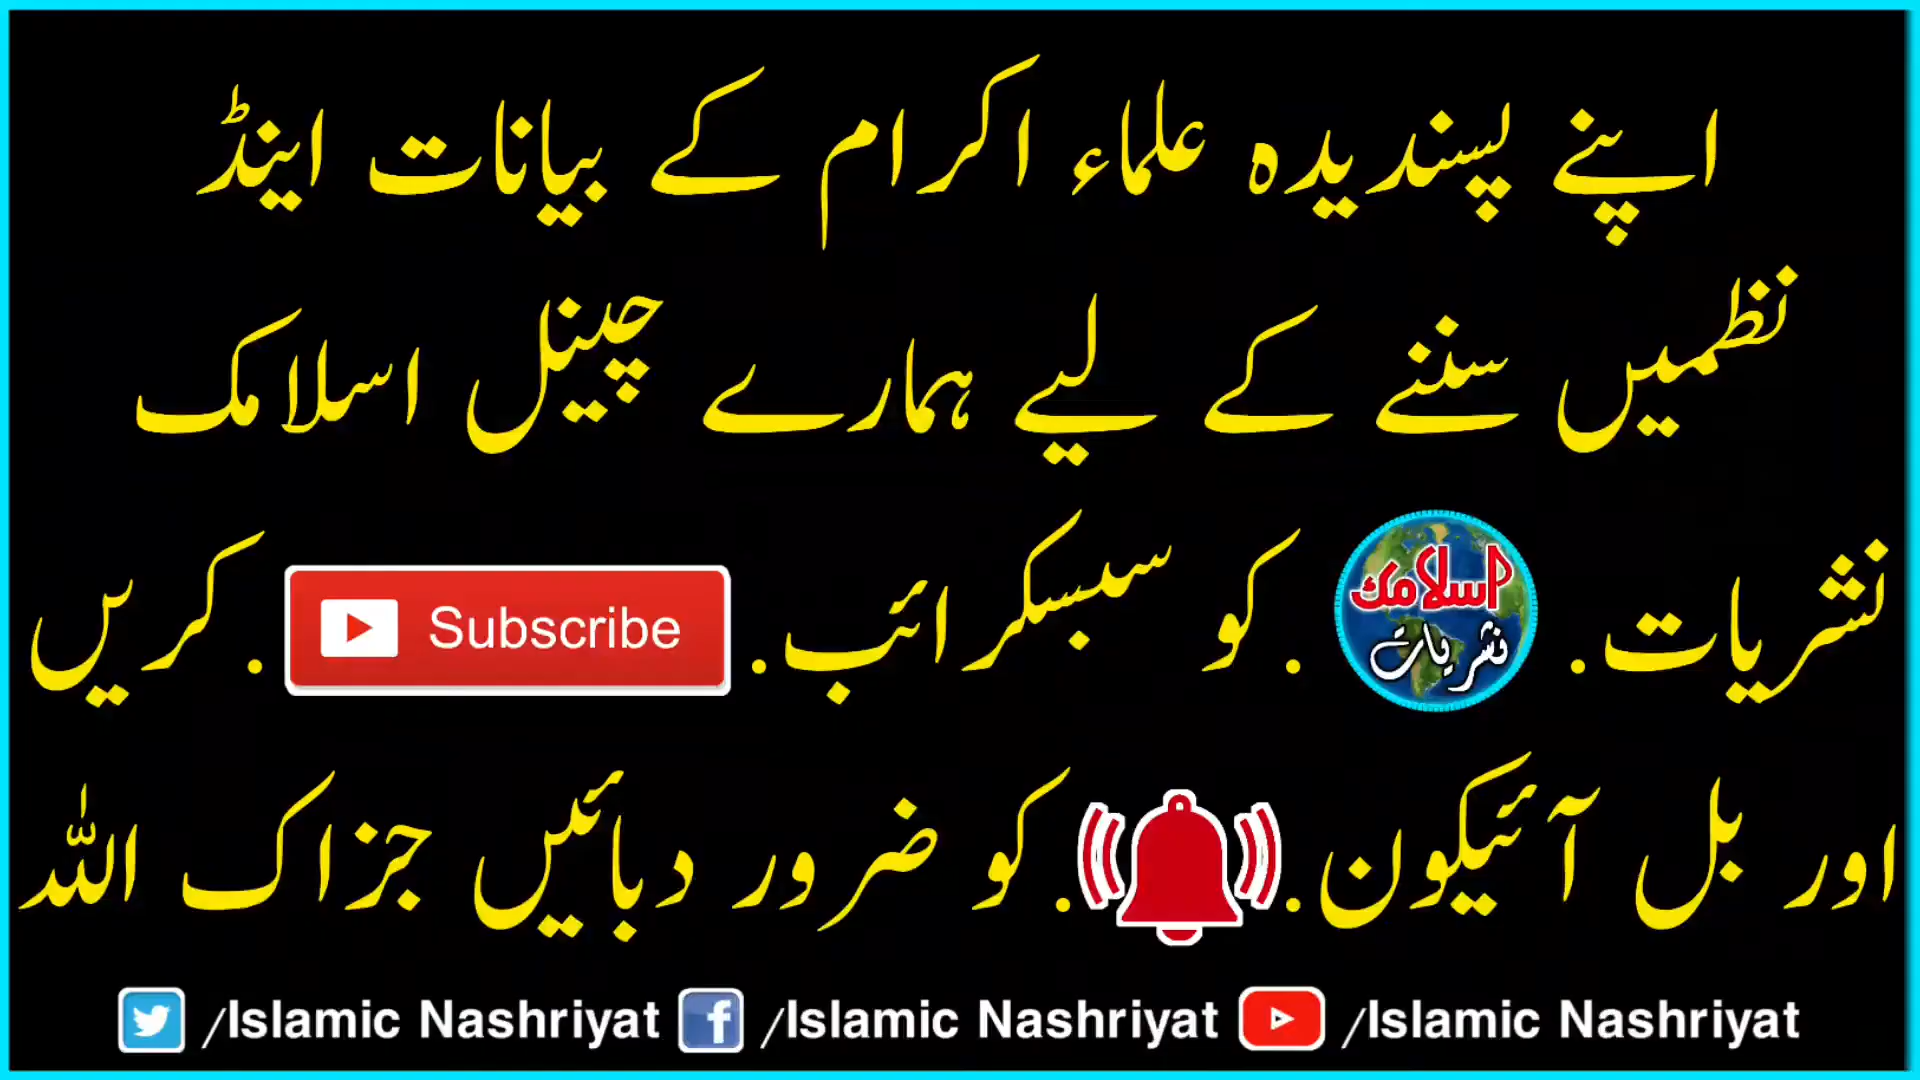 اپنے پسندیدہ علماء اکرام کے بیانات اینڈ
نظمیں سننے کے لیے ہمارے چینل اسلامک
نشریات. اسلامک نشریات .کو سبسکرائب. Subscribe .کریں
اور بل آئیکون. .کو ضرور دبائیں جزاک اللہ
/Islamic Nashriyat /Islamic Nashriyat /Islamic Nashriyat